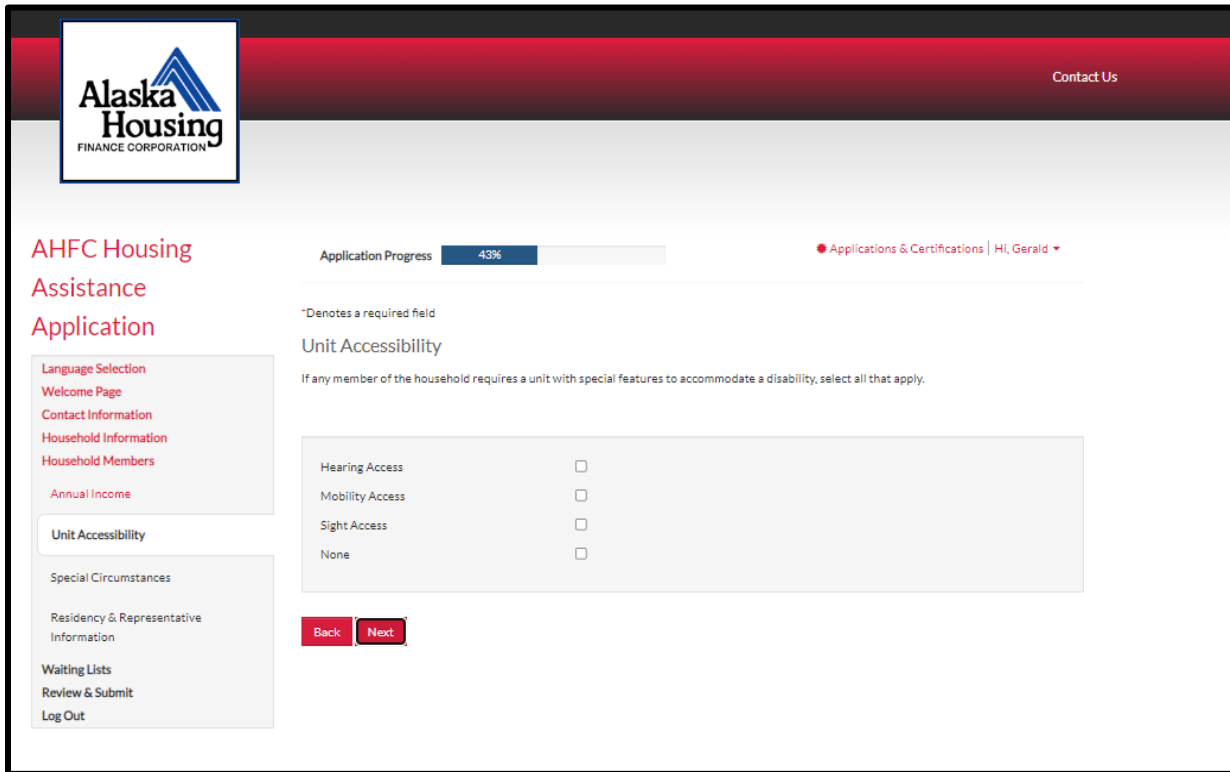 Alaska
Housing
FINANCE CORPORATION
Contact Us
AHFC Housing
Assistance
Application
Application Progress 43%
Applications & Certifications | Hi, Gerald
*Denotes a required field
Unit Accessibility
If any member of the household requires a unit with special features to accommodate a disability, select all that apply.
Language Selection
Welcome Page
Contact Information
Household Information
Household Members
Annual Income
Unit Accessibility
Special Circumstances
Residency & Representative
Information
Waiting Lists
Review & Submit
Log Out
Hearing Access
Mobility Access
Sight Access
None
Back Next